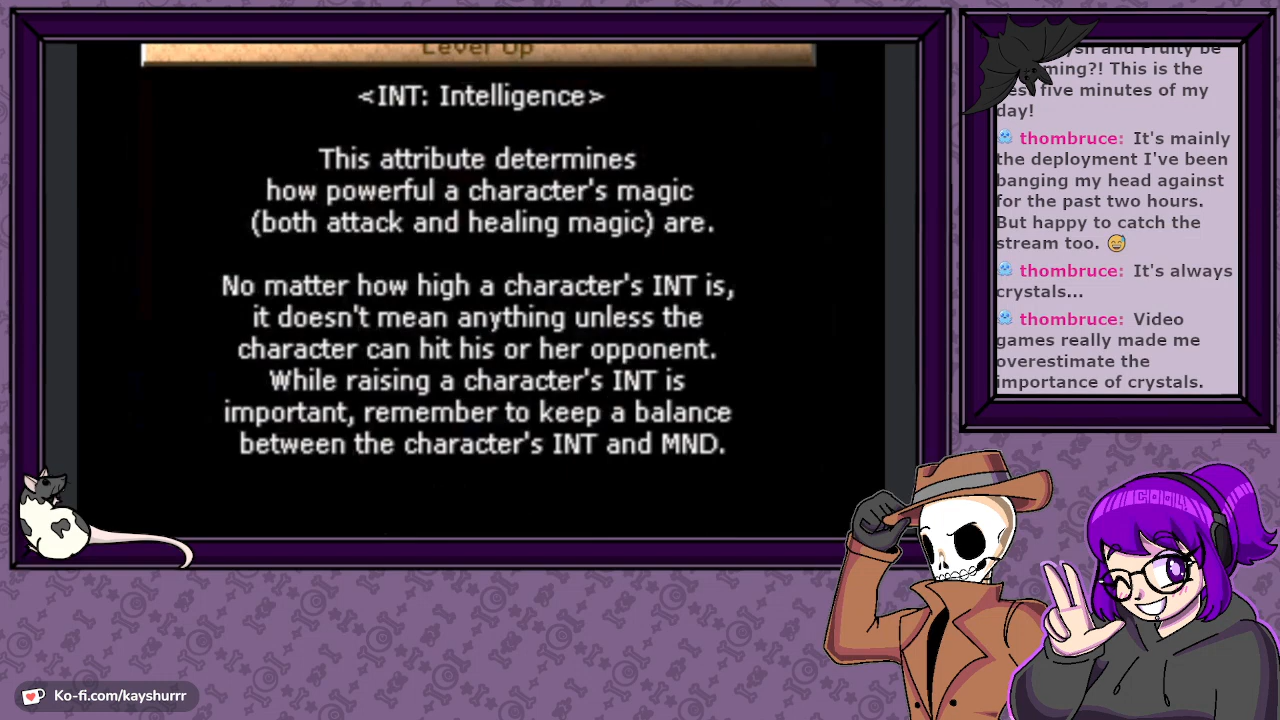 Level Up
<INT: Intelligence>
This attribute determines
how powerful a character's magic
(both attack and healing magic) are.
No matter how high a character's INT is,
it doesn't mean anything unless the
character can hit his or her opponent.
While raising a character's INT is
important, remember to keep a balance
between the character's INT and MND.
and Fruity be
This is the
five minutes of my
day!
thombruce: It's mainly
the deployment I've been
banging my head against
for the past two hours.
But happy to catch the
stream too. 😅
thombruce: It's always
crystals...
thombruce: Video
games really made me
overestimate the
importance of crystals.
COOL
Ko-fi.com/kayshurrr